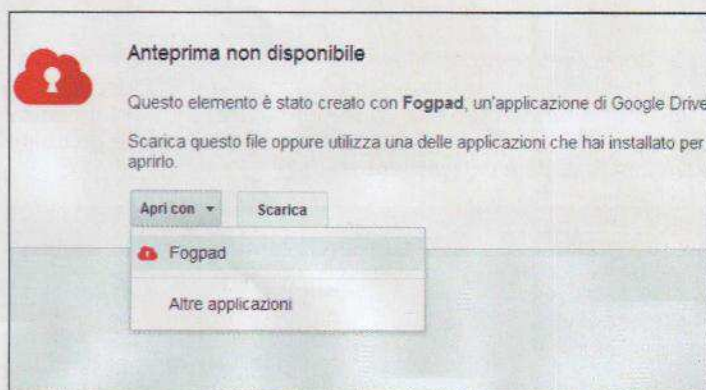 Anteprima non disponibile
Questo elemento è stato creato con Fogpad, un'applicazione di Google Drive
Scarica questo file oppure utilizza una delle applicazioni che hai installato per
aprirlo.
Apri con
Scarica
Fogpad
Altre applicazioni